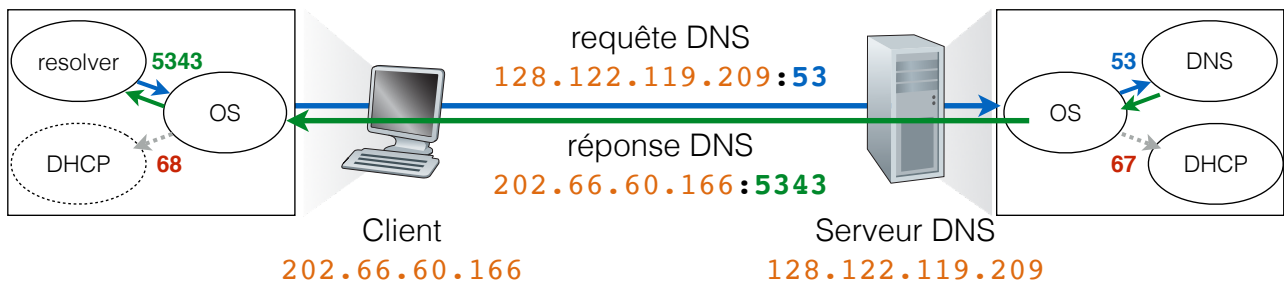 resolver
5343
OS
DHCP
68
requête DNS
128.122.119.209:53
réponse DNS
202.66.60.166:5343
53
DNS
OS
67
DHCP
Client
202.66.60.166
Serveur DNS
128.122.119.209